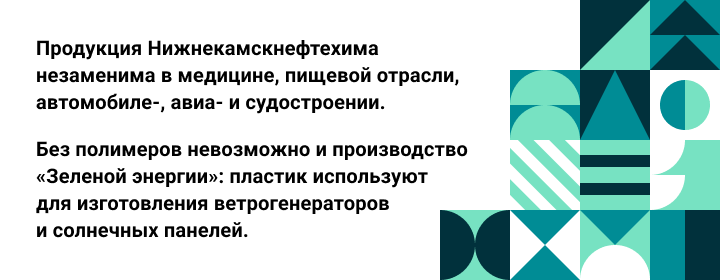 Продукция Нижнекамскнефтехима
незаменима в медицине, пищевой отрасли,
автомобиле-, авиа- и судостроении.
Без полимеров невозможно и производство
«Зеленой энергии»: пластик используют
для изготовления ветрогенераторов
и солнечных панелей.